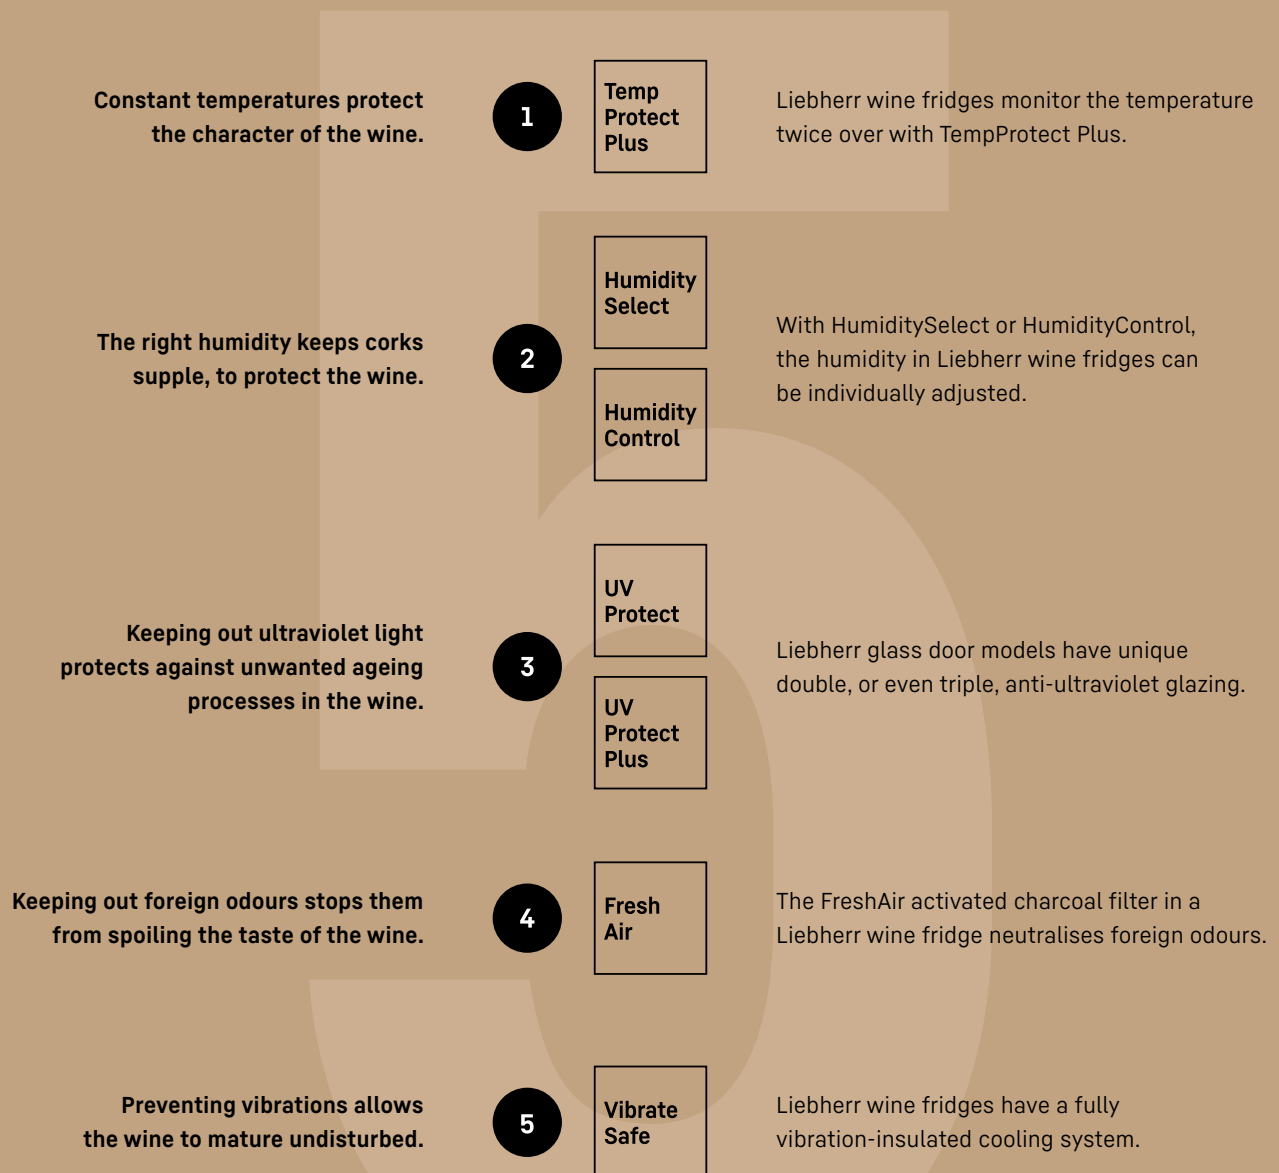 Constant temperatures protect
the character of the wine.
1
Temp
Protect
Plus
Liebherr wine fridges monitor the temperature
twice over with TempProtect Plus.
The right humidity keeps corks
supple, to protect the wine.
2
Humidity
Select
Humidity
Control
With HumiditySelect or HumidityControl,
the humidity in Liebherr wine fridges can
be individually adjusted.
Keeping out ultraviolet light
protects against unwanted ageing
processes in the wine.
3
UV
Protect
UV
Protect
Plus
Liebherr glass door models have unique
double, or even triple, anti-ultraviolet glazing.
Keeping out foreign odours stops them
from spoiling the taste of the wine.
4
Fresh
Air
The FreshAir activated charcoal filter in a
Liebherr wine fridge neutralises foreign odours.
Preventing vibrations allows
the wine to mature undisturbed.
5
Vibrate
Safe
Liebherr wine fridges have a fully
vibration-insulated cooling system.
5